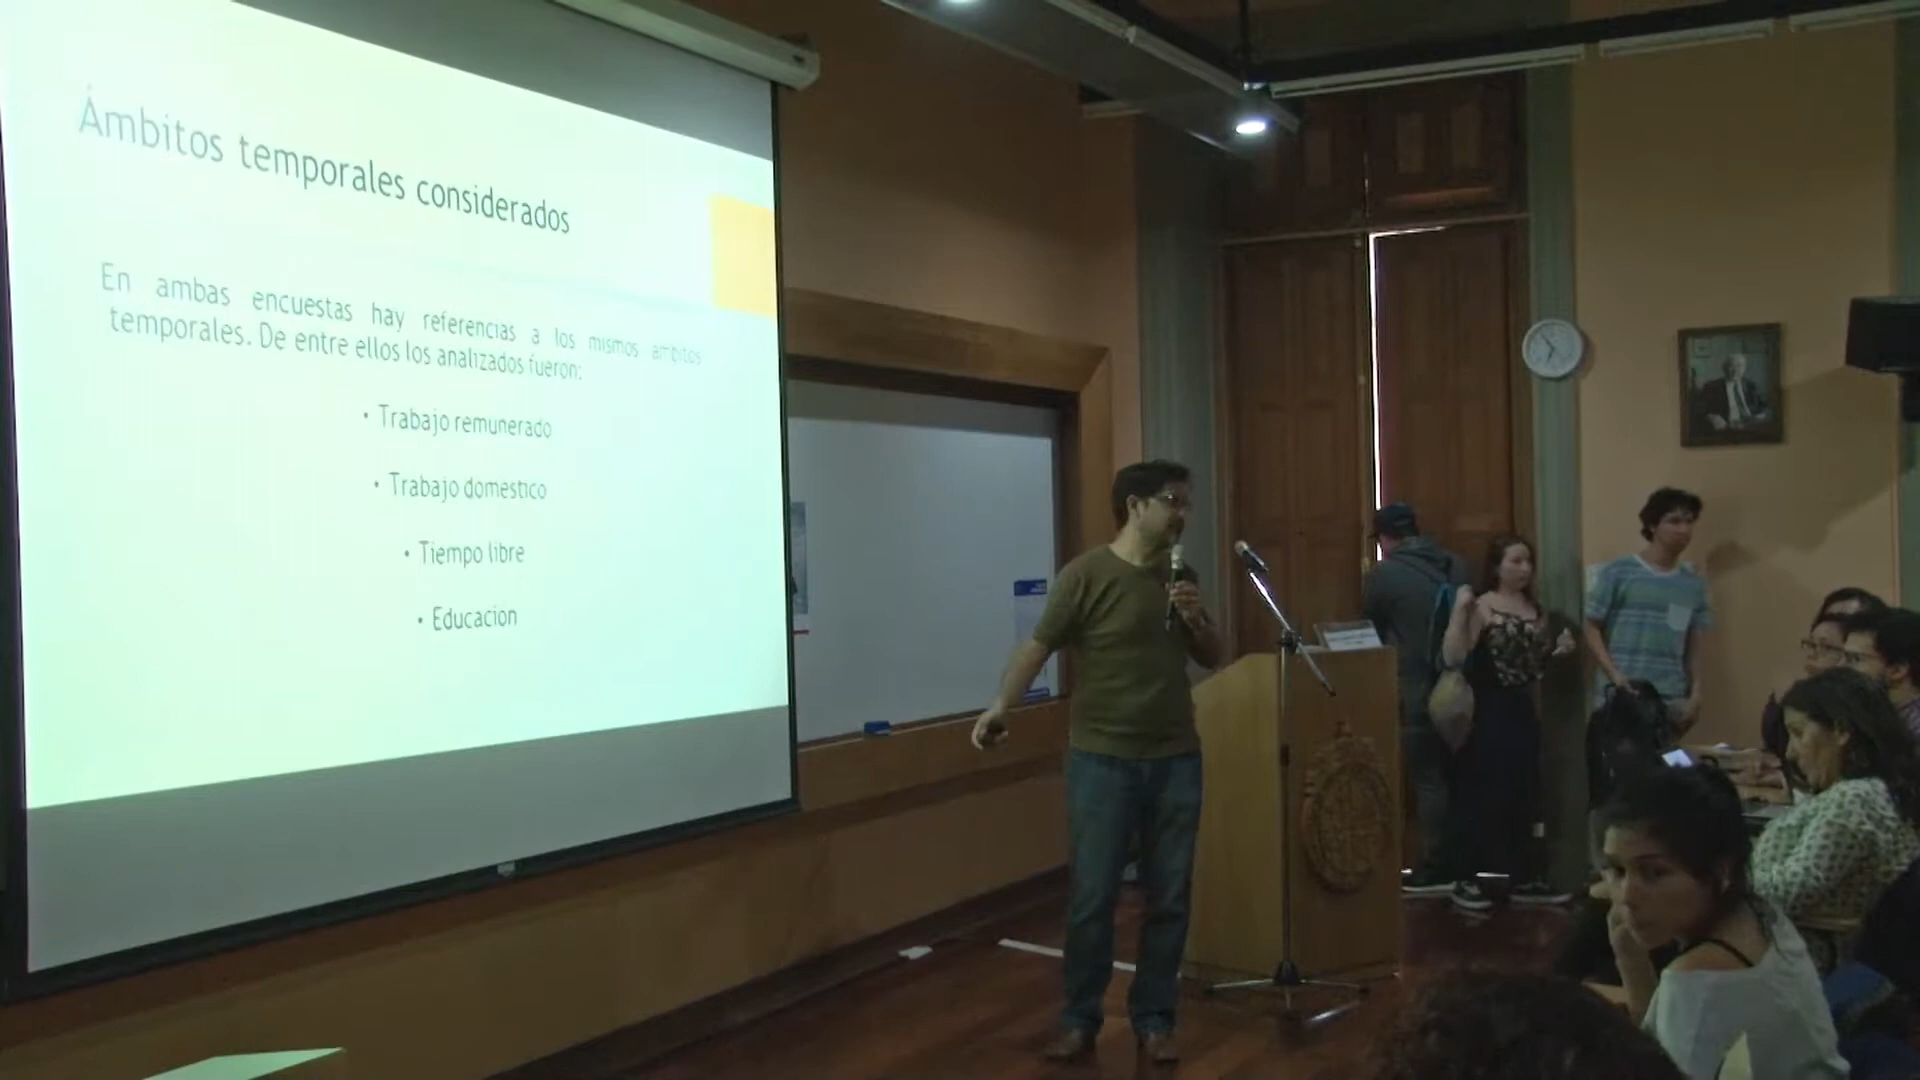 Ámbitos temporales considerados
En ambas encuestas hay referencias a los mismos ambitos
temporales. De entre ellos los analizados fueron:
• Trabajo remunerado
• Trabajo domestico
• Tiempo libre
• Educacion